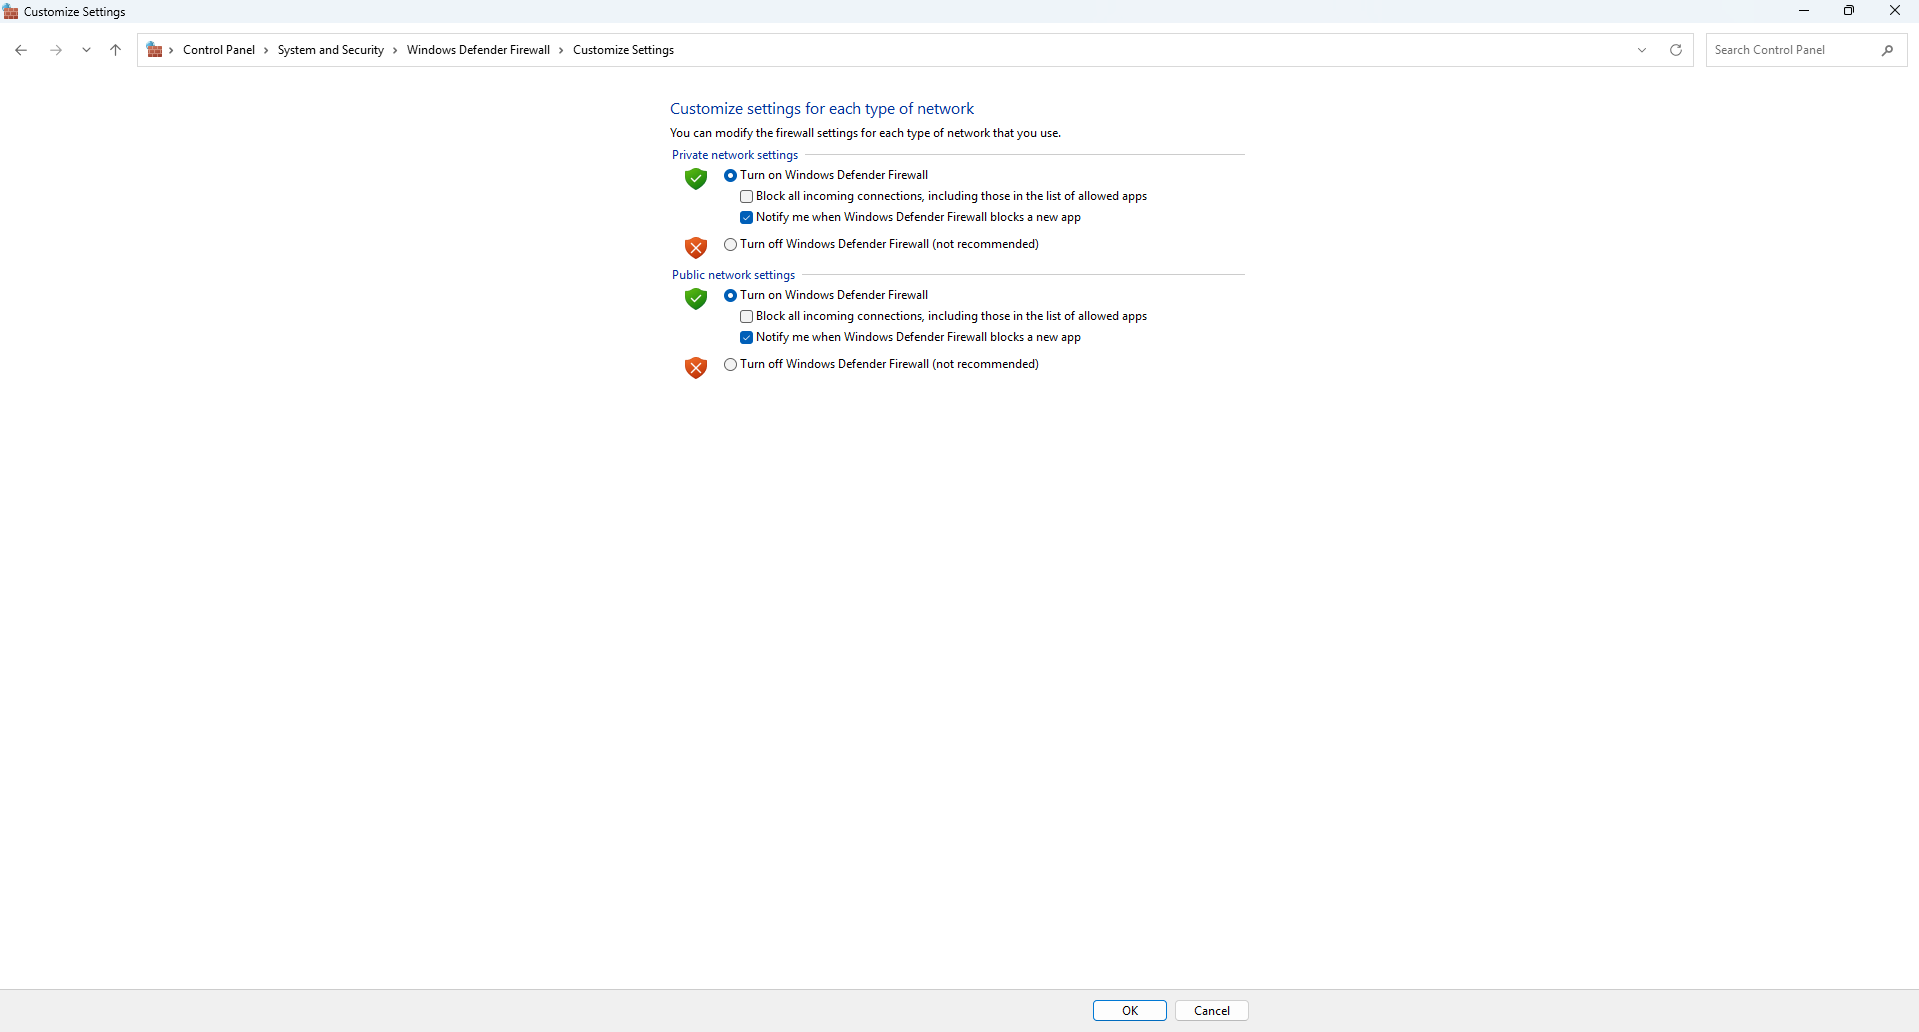 Customize Settings
Control Panel > System and Security > Windows Defender Firewall > Customize Settings
Search Control Panel
Customize settings for each type of network
You can modify the firewall settings for each type of network that you use.
Private network settings
Turn on Windows Defender Firewall
Block all incoming connections, including those in the list of allowed apps
Notify me when Windows Defender Firewall blocks a new app
Turn off Windows Defender Firewall (not recommended)
Public network settings
Turn on Windows Defender Firewall
Block all incoming connections, including those in the list of allowed apps
Notify me when Windows Defender Firewall blocks a new app
Turn off Windows Defender Firewall (not recommended)
OK Cancel